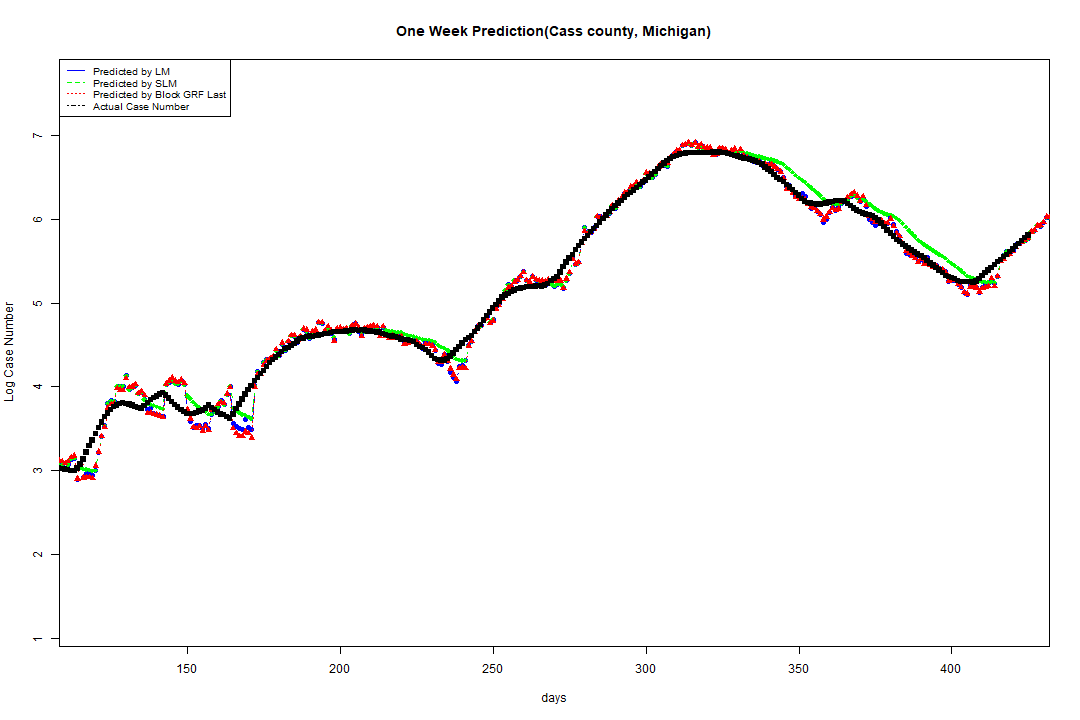 One Week Prediction(Cass county, Michigan)
Predicted by LM
Predicted by SLM
Predicted by Block GRF Last
Actual Case Number
7
6
5
4
3
2
1
Log Case Number
150 200 250 300 350 400
days